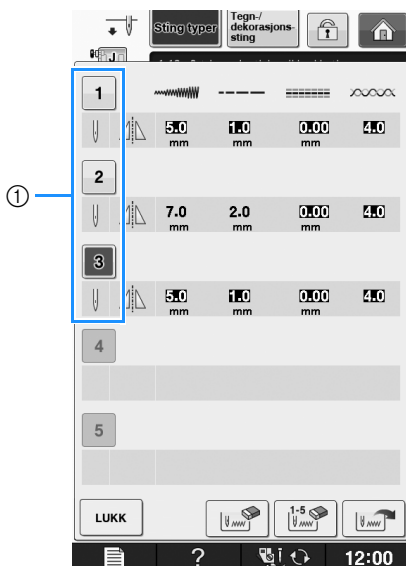 Sting typer
Tegn-/
dekorasjons-
sting
J
1
5.0 1.0 0.00 4.0
mm mm mm
2
7.0 2.0 0.00 4.0
mm mm mm
①
3
5.0 1.0 0.00 4.0
mm mm mm
4
5
LUKK
1-5
? 12:00